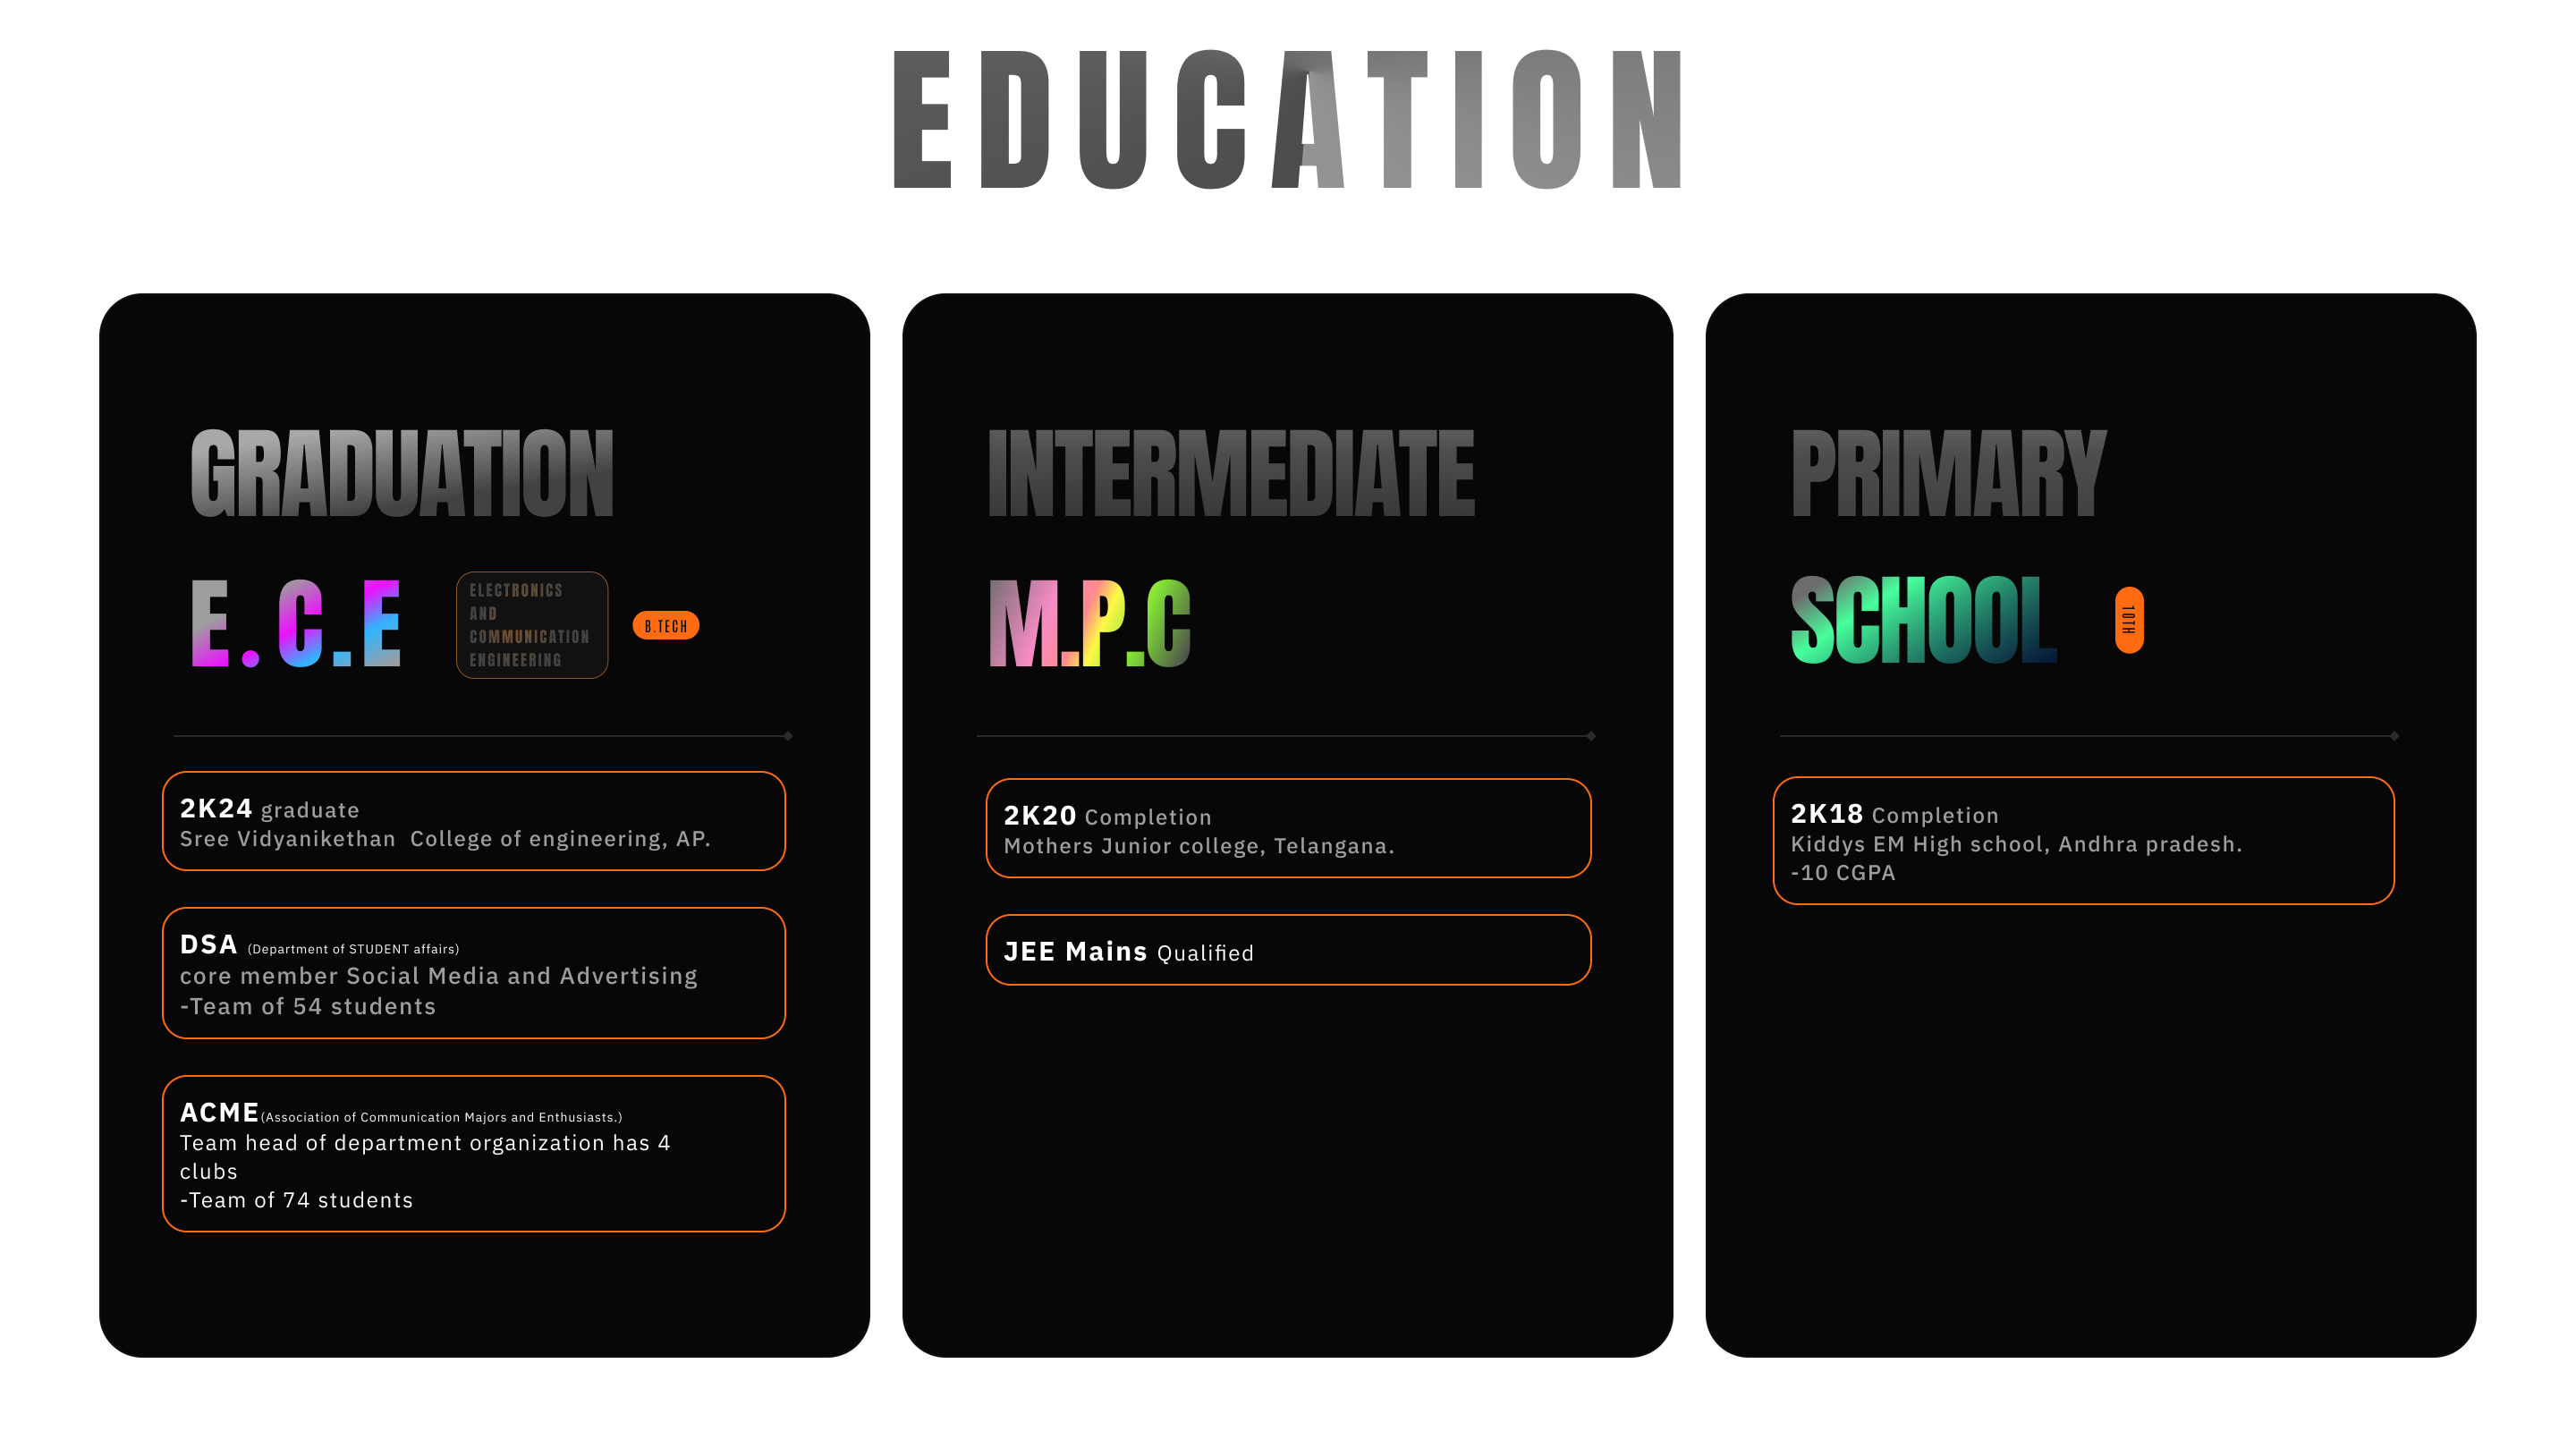 EDUCATION
GRADUATION
E.C.E
ELECTRONICS
AND
COMMUNICATION
ENGINEERING
B.TECH
2K24 graduate
Sree Vidyanikethan  College of engineering, AP.
DSA (Department of STUDENT affairs)
core member Social Media and Advertising
-Team of 54 students
ACME(Association of Communication Majors and Enthusiasts.)
Team head of department organization has 4
clubs
-Team of 74 students
INTERMEDIATE
M.P.C
2K20 Completion
Mothers Junior college, Telangana.
JEE Mains Qualified
PRIMARY
SCHOOL
10TH
2K18 Completion
Kiddys EM High school, Andhra pradesh.
-10 CGPA